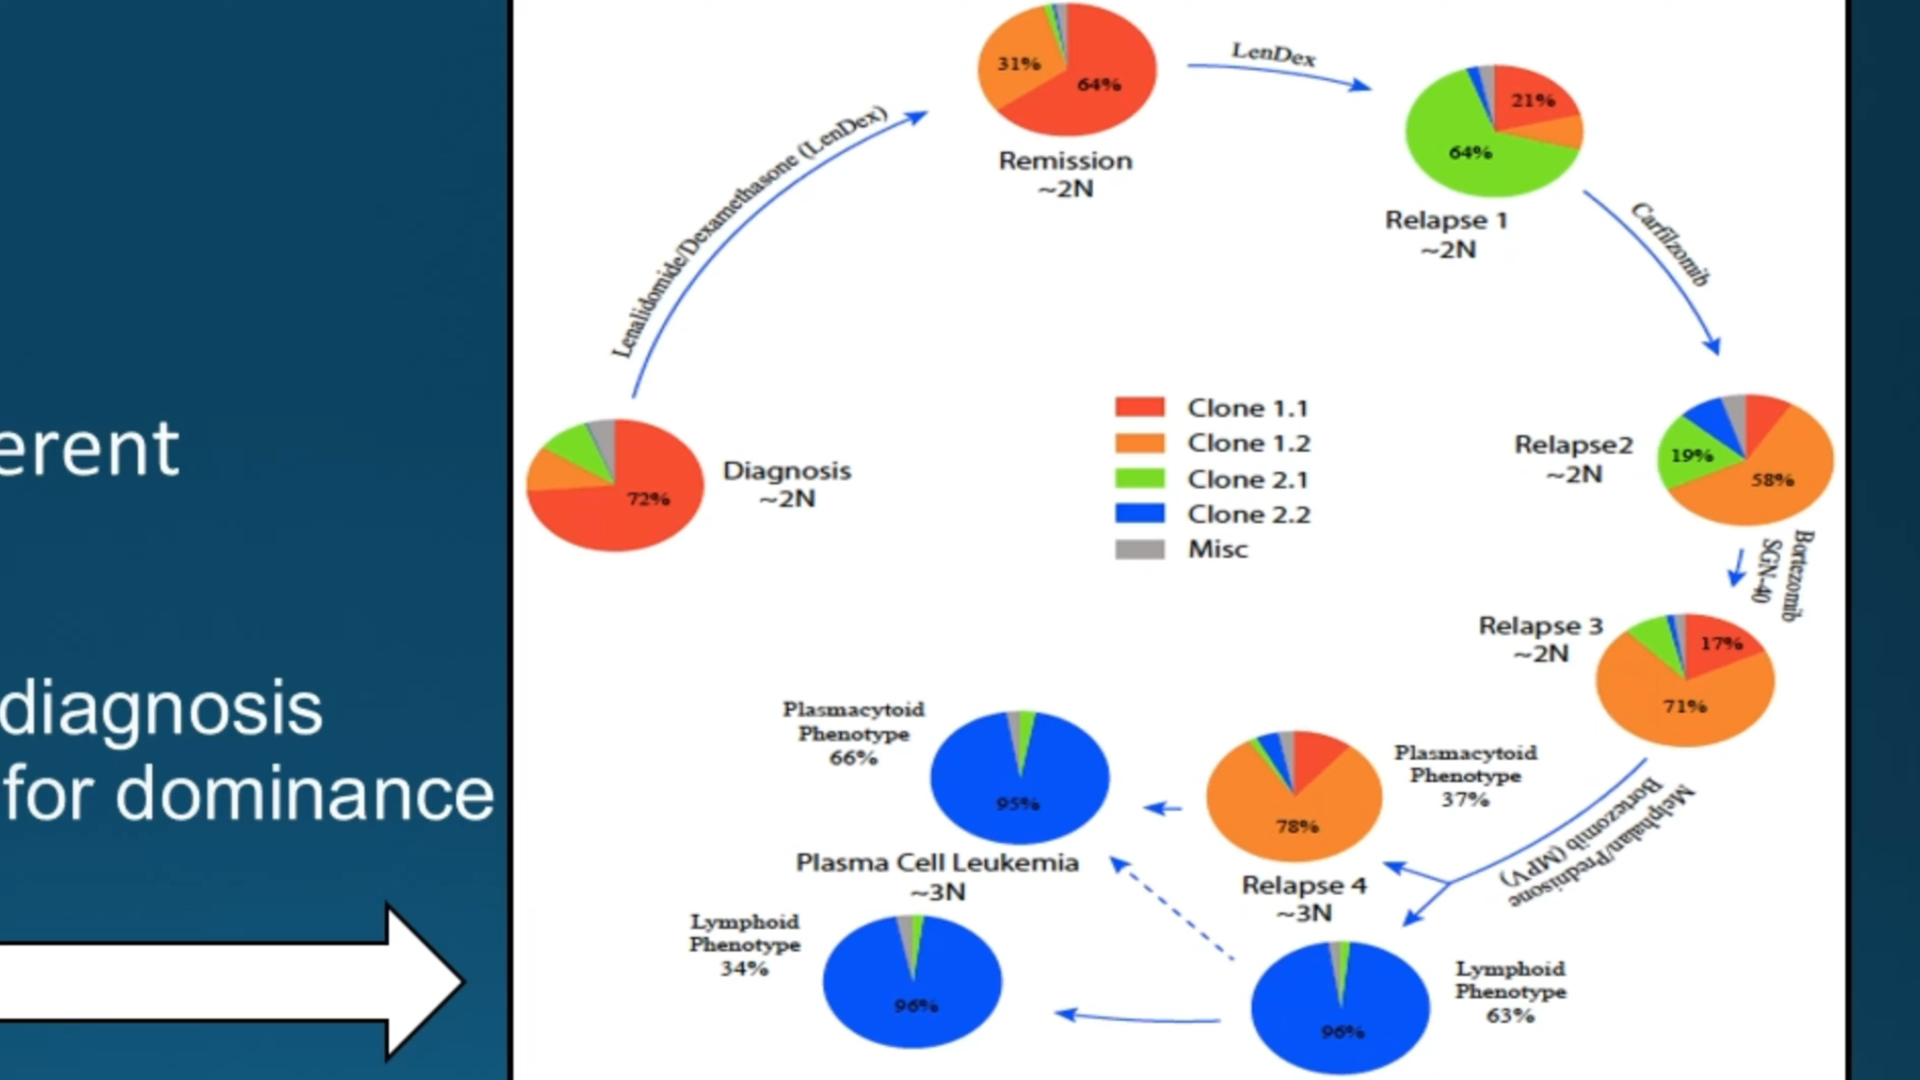 erent
diagnosis
for dominance
31%
64%
Remission
~2N
LenDex
21%
64%
Relapse 1
~2N
Lenalidomide/Dexamethasone (LenDex)
Carfilzomib
72%
Diagnosis
~2N
Clone 1.1
Clone 1.2
Clone 2.1
Clone 2.2
Misc
Relapse2
~2N
19%
58%
Bortezomib
SGN-40
Relapse 3
~2N
17%
71%
Melphalan/Prednisone
Bortezomib (MPV)
Plasmacytoid
Phenotype
37%
78%
Relapse 4
~3N
Lymphoid
Phenotype
63%
96%
Plasmacytoid
Phenotype
66%
95%
Plasma Cell Leukemia
~3N
Lymphoid
Phenotype
34%
96%